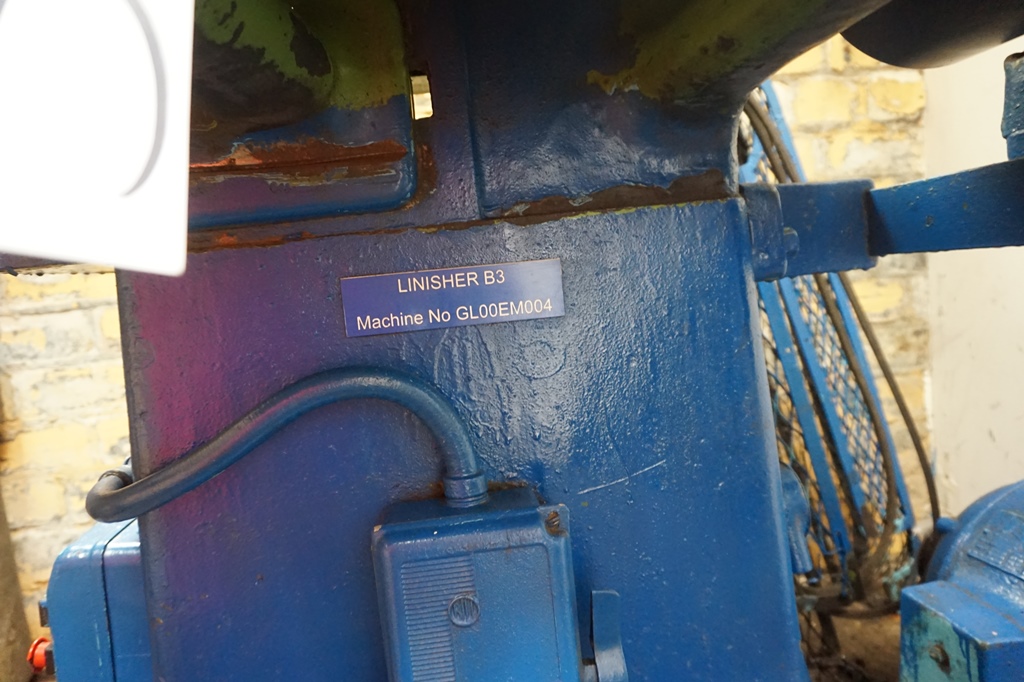 LINISHER B3
Machine No GL00EM004